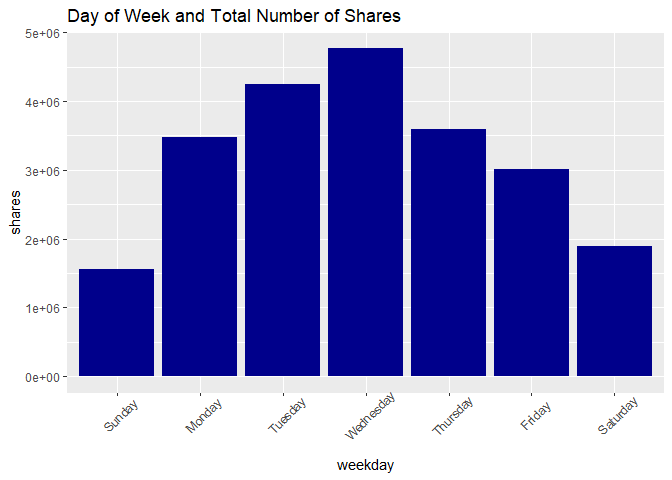 Day of Week and Total Number of Shares
5e+06
4e+06
3e+06
2e+06
1e+06
0e+00
shares
Sunday
Monday
Tuesday
Wednesday
Thursday
Friday
Saturday
weekday